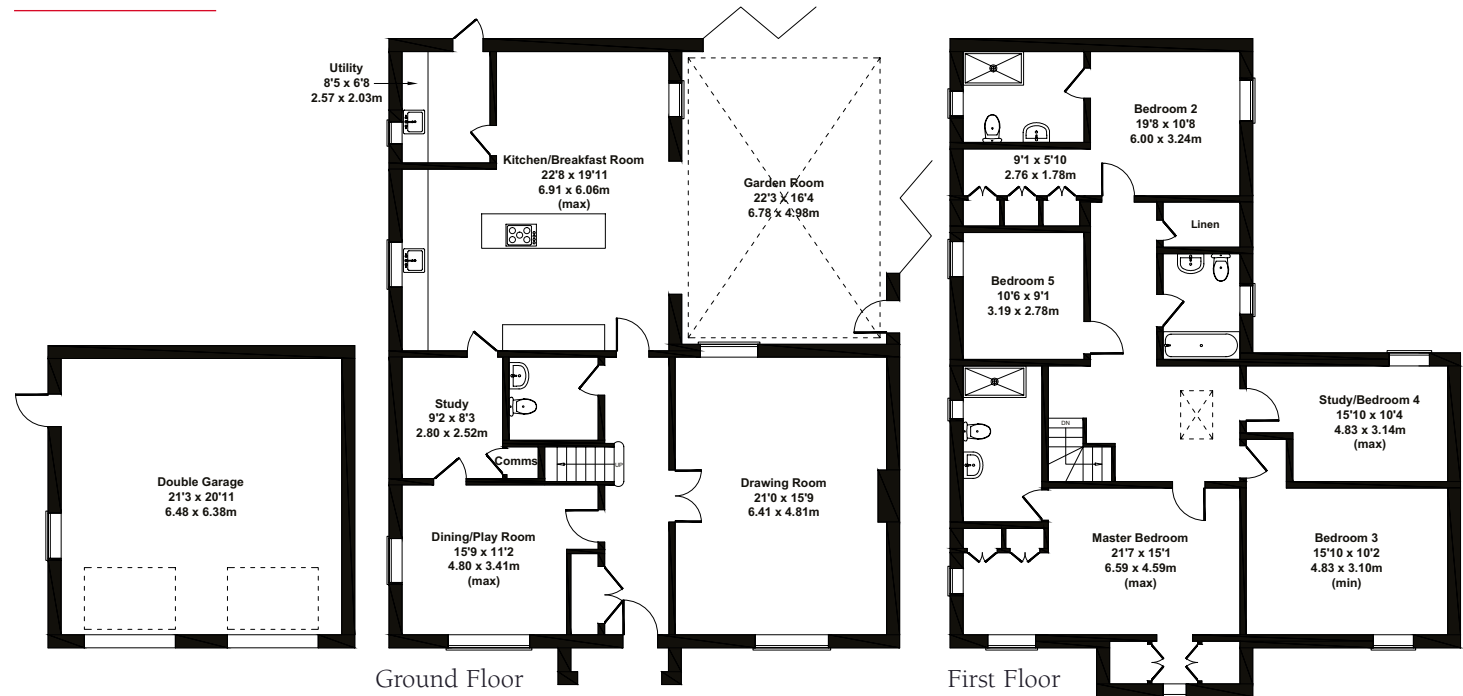 Utility
8'5 x 6'8
2.57 x 2.03m
Kitchen/Breakfast Room
22'8 x 19'11
6.91 x 6.06m
(max)
Garden Room
22'3 x 16'4
6.78 x 4.98m
Study
9'2 x 8'3
2.80 x 2.52m
Comms
UP
Double Garage
21'3 x 20'11
6.48 x 6.38m
Dining/Play Room
15'9 x 11'2
4.80 x 3.41m
(max)
Drawing Room
21'0 x 15'9
6.41 x 4.81m
Ground Floor
Bedroom 2
19'8 x 10'8
6.00 x 3.24m
9'1 x 5'10
2.76 x 1.78m
Linen
Bedroom 5
10'6 x 9'1
3.19 x 2.78m
Study/Bedroom 4
15'10 x 10'4
4.83 x 3.14m
(max)
DN
Master Bedroom
21'7 x 15'1
6.59 x 4.59m
(max)
Bedroom 3
15'10 x 10'2
4.83 x 3.10m
(min)
First Floor